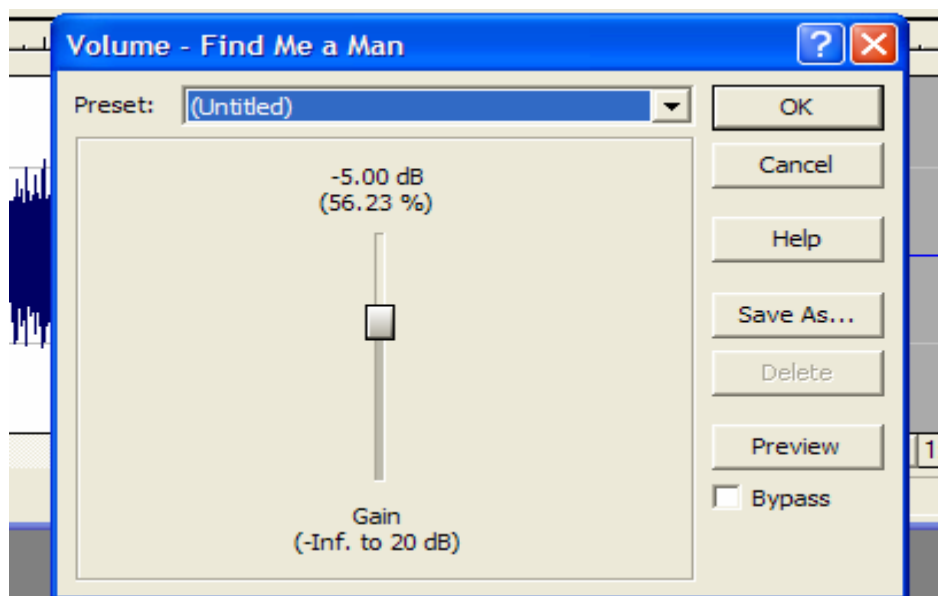 Volume - Find Me a Man
Preset: (Untitled)
OK
Cancel
-5.00 dB
(56.23 %)
Help
Save As...
Delete
Preview
1
Bypass
Gain
(-Inf. to 20 dB)